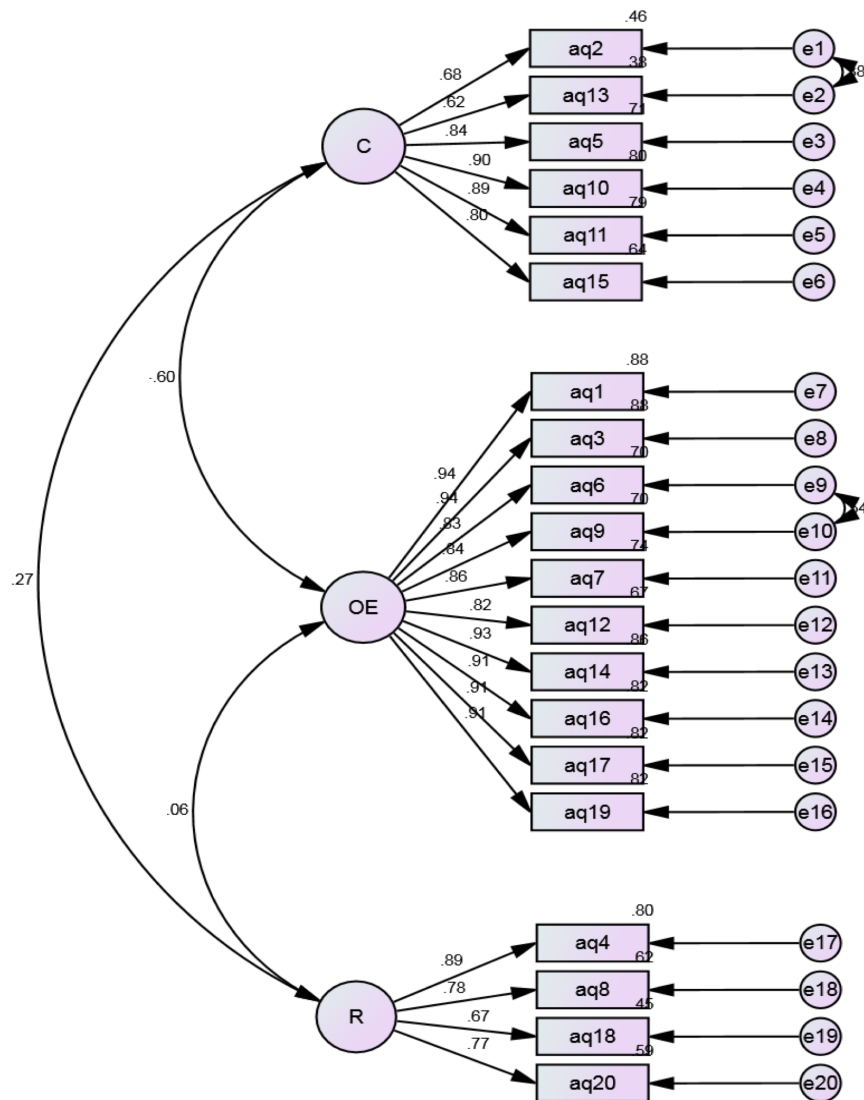 .46
aq2
e1
.68
.38
aq13
e2
.62
.71
aq5
e3
.84
C
.80
aq10
e4
.90
.79
aq11
e5
.89
.64
aq15
e6
.80
-.60
.88
aq1
e7
.88
aq3
e8
.94
.70
aq6
e9
.94
.70
aq9
e10
.83
.74
aq7
e11
.84
.67
aq12
e12
.86
OE
.82
.86
aq14
e13
.93
.82
aq16
e14
.91
.82
aq17
e15
.91
.82
aq19
e16
.91
.27
.06
.80
aq4
e17
.89
.62
aq8
e18
.78
.45
aq18
e19
.67
R
.59
aq20
e20
.77